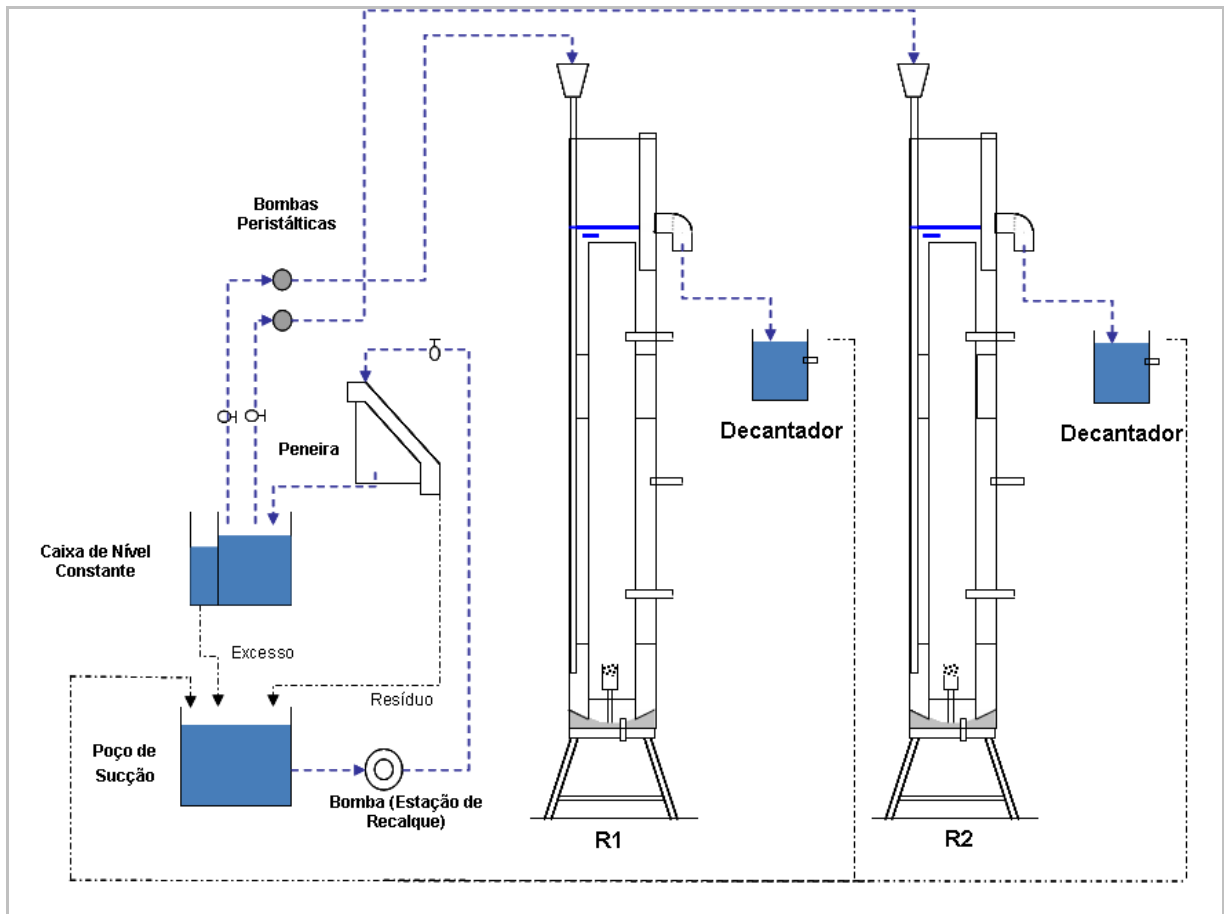 Bombas
Peristálticas
Peneira
Decantador
Decantador
Caixa de Nível
Constante
Excesso
Resíduo
Poço de
Sucção
Bomba (Estação de
Recalque)
R1
R2